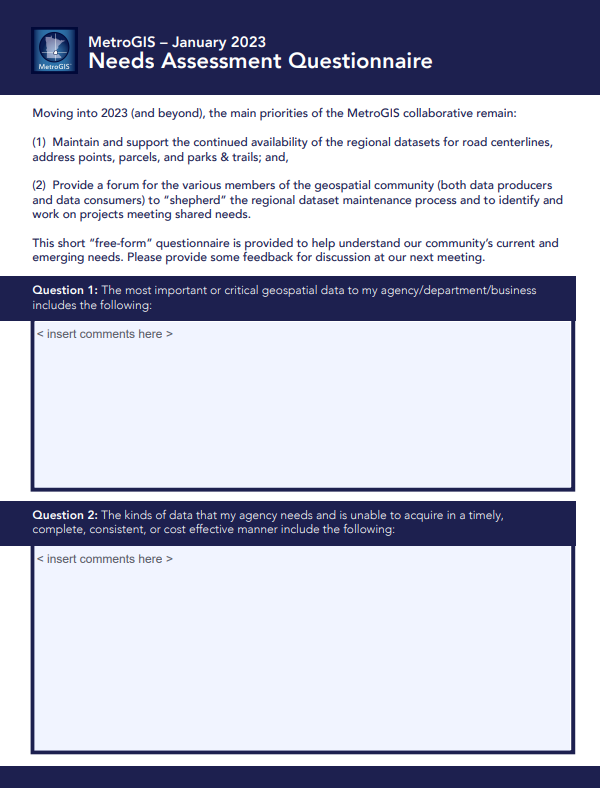 MetroGIS
MetroGIS – January 2023
Needs Assessment Questionnaire
Moving into 2023 (and beyond), the main priorities of the MetroGIS collaborative remain:
(1)  Maintain and support the continued availability of the regional datasets for road centerlines,
address points, parcels, and parks & trails; and,
(2)  Provide a forum for the various members of the geospatial community (both data producers
and data consumers) to “shepherd” the regional dataset maintenance process and to identify and
work on projects meeting shared needs.
This short “free-form” questionnaire is provided to help understand our community’s current and
emerging needs. Please provide some feedback for discussion at our next meeting.
Question 1: The most important or critical geospatial data to my agency/department/business
includes the following:
< insert comments here >
Question 2: The kinds of data that my agency needs and is unable to acquire in a timely,
complete, consistent, or cost effective manner include the following:
< insert comments here >